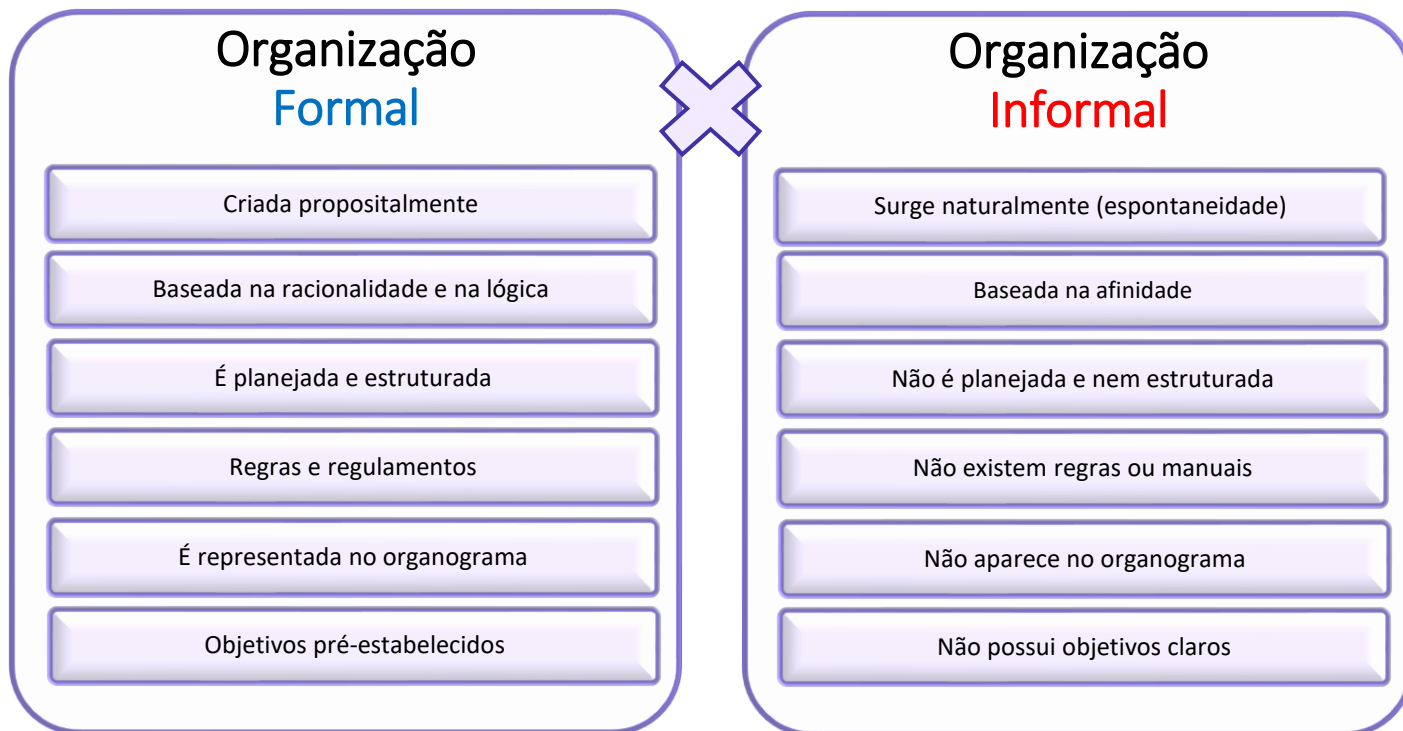 Organização
Formal
Criada propositalmente
Baseada na racionalidade e na lógica
É planejada e estruturada
Regras e regulamentos
É representada no organograma
Objetivos pré-estabelecidos
Organização
Informal
Surge naturalmente (espontaneidade)
Baseada na afinidade
Não é planejada e nem estruturada
Não existem regras ou manuais
Não aparece no organograma
Não possui objetivos claros